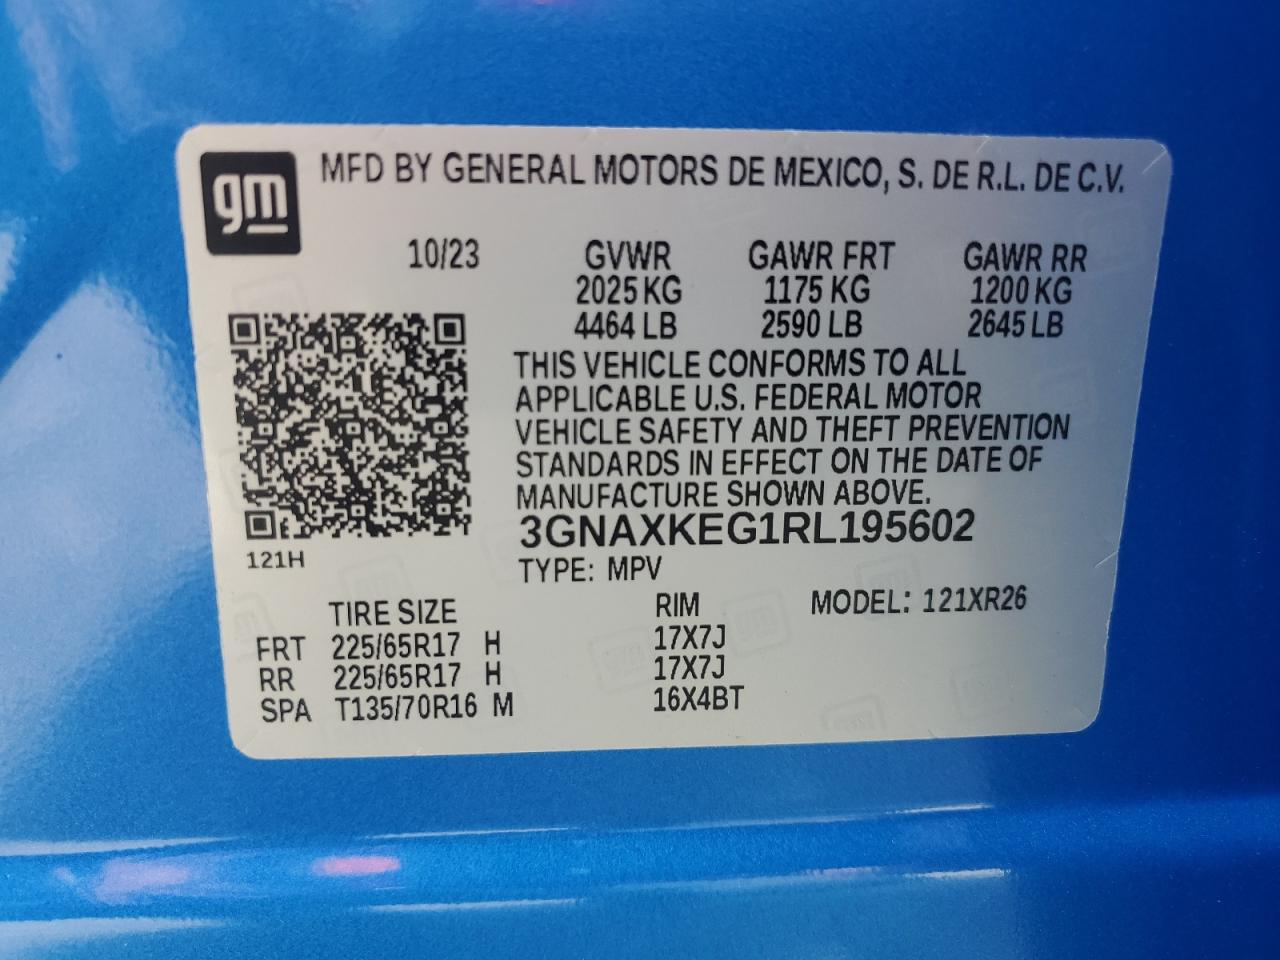 gm
MFD BY GENERAL MOTORS DE MEXICO, S. DE R.L. DE C.V.
10/23 GVWR GAWR FRT GAWR RR
2025 KG 1175 KG 1200 KG
4464 LB 2590 LB 2645 LB
THIS VEHICLE CONFORMS TO ALL
APPLICABLE U.S. FEDERAL MOTOR
VEHICLE SAFETY AND THEFT PREVENTION
STANDARDS IN EFFECT ON THE DATE OF
MANUFACTURE SHOWN ABOVE.
3GNAXKEG1RL195602
121H
TYPE: MPV
TIRE SIZE RIM MODEL: 121XR26
FRT 225/65R17 H 17X7J
RR 225/65R17 H 17X7J
SPA T135/70R16 M 16X4BT